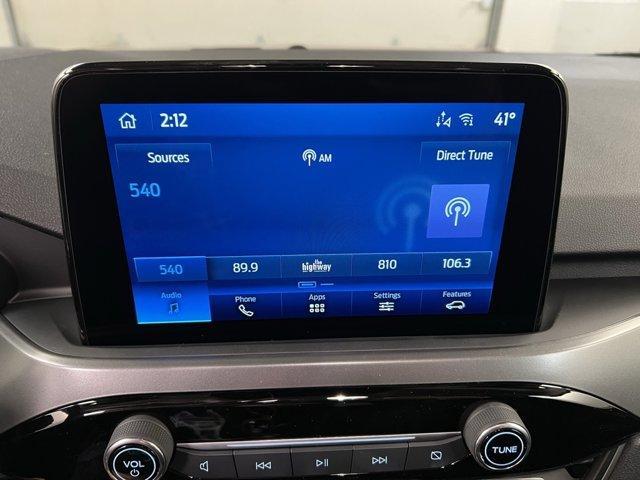 2:12 41°
Sources AM Direct Tune
540
540 89.9 the highway 810 106.3
Audio Phone Apps Settings Features
VOL TUNE